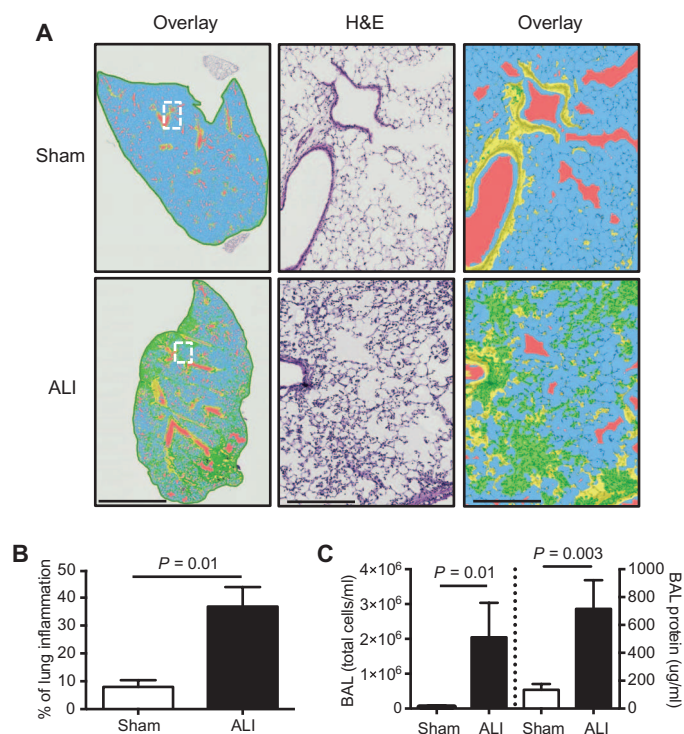 Overlay H&E Overlay
A
Sham
ALI
B
P = 0.01
% of lung inflammation
50
40
30
20
10
0
Sham ALI
C
P = 0.01
P = 0.003
BAL (total cells/ml)
4×10⁶
3×10⁶
2×10⁶
1×10⁶
0
1000
800
600
400
200
0
BAL protein (ug/ml)
Sham ALI Sham ALI